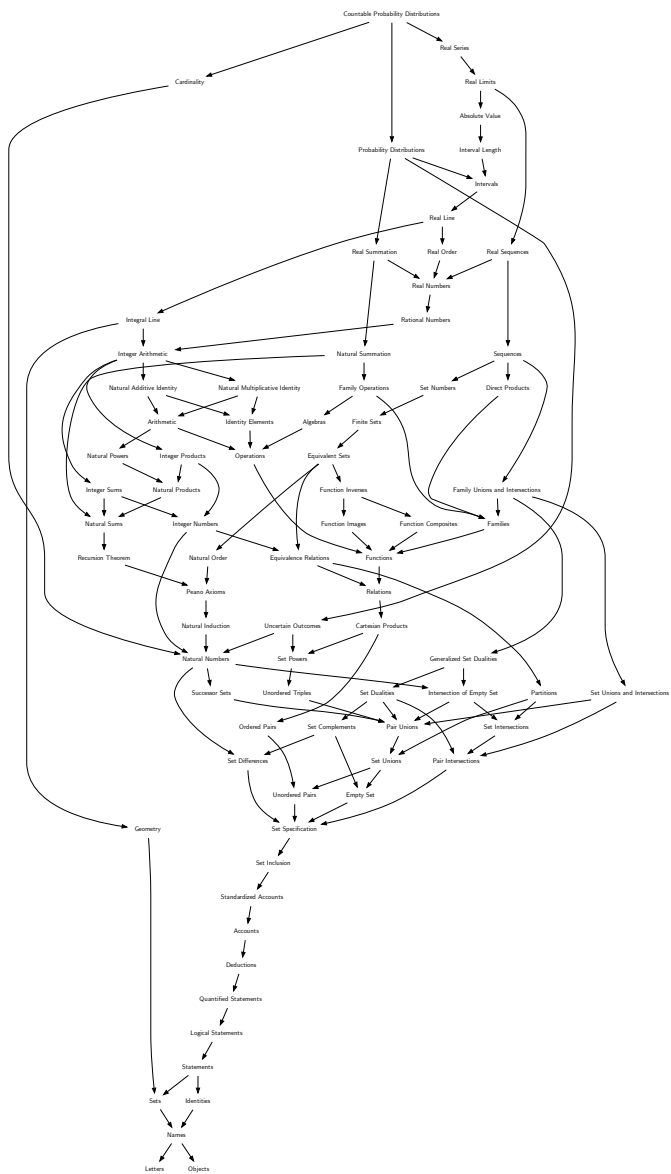 Countable Probability Distributions
Real Series
Cardinality
Real Limits
Absolute Value
Probability Distributions
Interval Length
Intervals
Real Line
Real Summation
Real Order
Real Sequences
Real Numbers
Integral Line
Rational Numbers
Integer Arithmetic
Natural Summation
Sequences
Natural Additive Identity
Natural Multiplicative Identity
Family Operations
Set Numbers
Direct Products
Arithmetic
Identity Elements
Algebras
Finite Sets
Natural Powers
Integer Products
Operations
Equivalent Sets
Integer Sums
Natural Products
Function Inverses
Family Unions and Intersections
Natural Sums
Integer Numbers
Function Images
Function Composites
Families
Recursion Theorem
Natural Order
Equivalence Relations
Functions
Peano Axioms
Relations
Natural Induction
Uncertain Outcomes
Cartesian Products
Natural Numbers
Set Powers
Generalized Set Dualities
Successor Sets
Unordered Triples
Set Dualities
Intersection of Empty Set
Partitions
Set Unions and Intersections
Ordered Pairs
Set Complements
Pair Unions
Set Intersections
Set Differences
Set Unions
Pair Intersections
Unordered Pairs
Empty Set
Geometry
Set Specification
Set Inclusion
Standardized Accounts
Accounts
Deductions
Quantified Statements
Logical Statements
Statements
Sets
Identities
Names
Letters
Objects